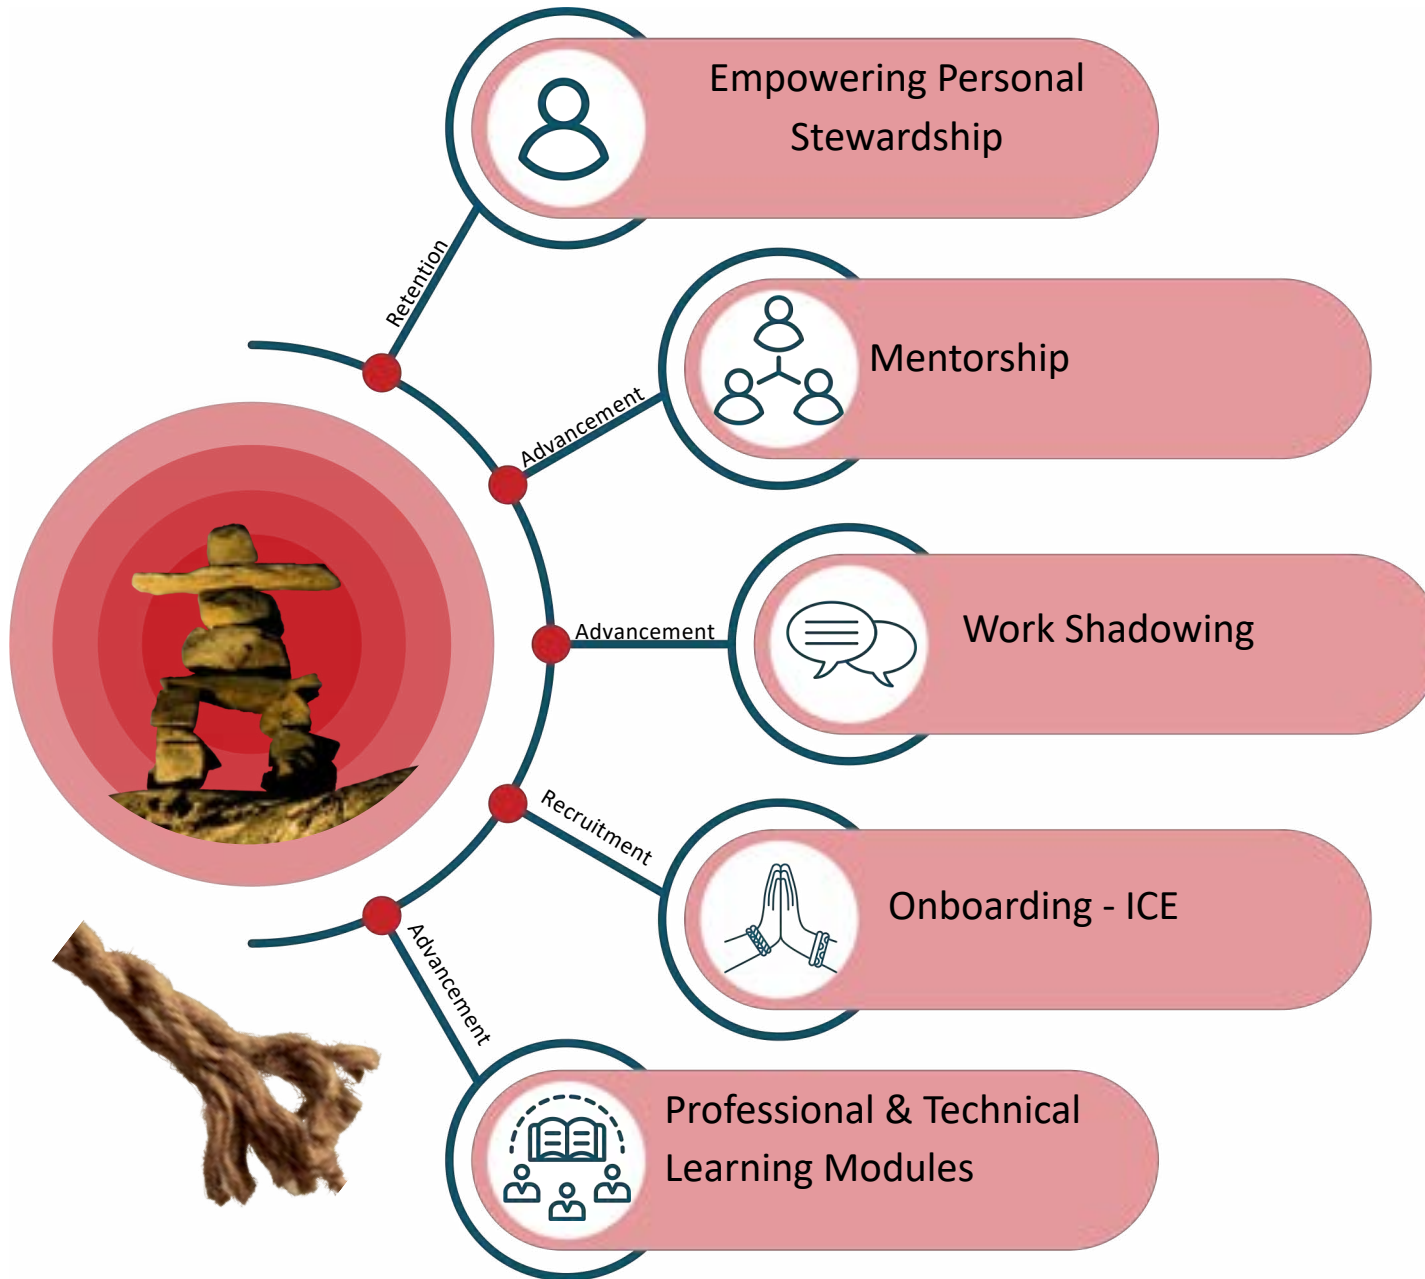 Empowering Personal
Stewardship
Retention
Mentorship
Advancement
Work Shadowing
Advancement
Onboarding - ICE
Recruitment
Professional & Technical
Learning Modules
Advancement